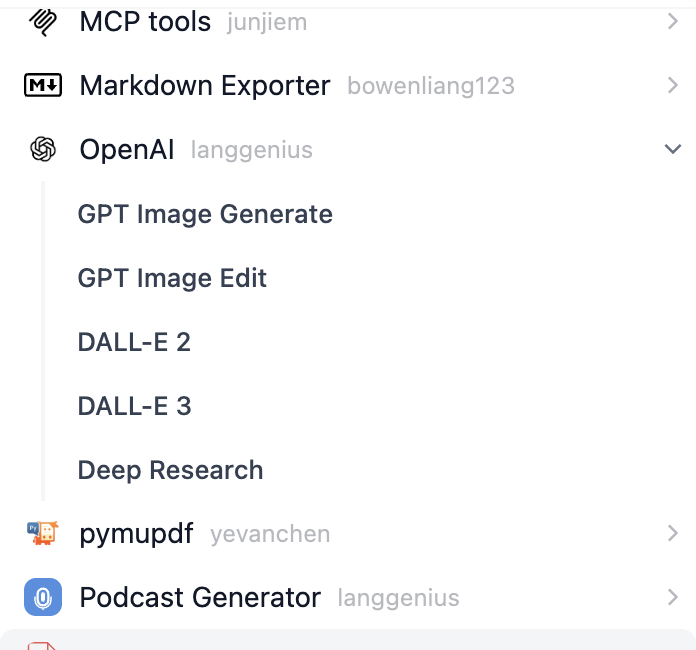 MCP tools junjiem
M↓ Markdown Exporter bowenliang123
OpenAI langgenius
GPT Image Generate
GPT Image Edit
DALL-E 2
DALL-E 3
Deep Research
Py pymupdf yevanchen
Podcast Generator langgenius